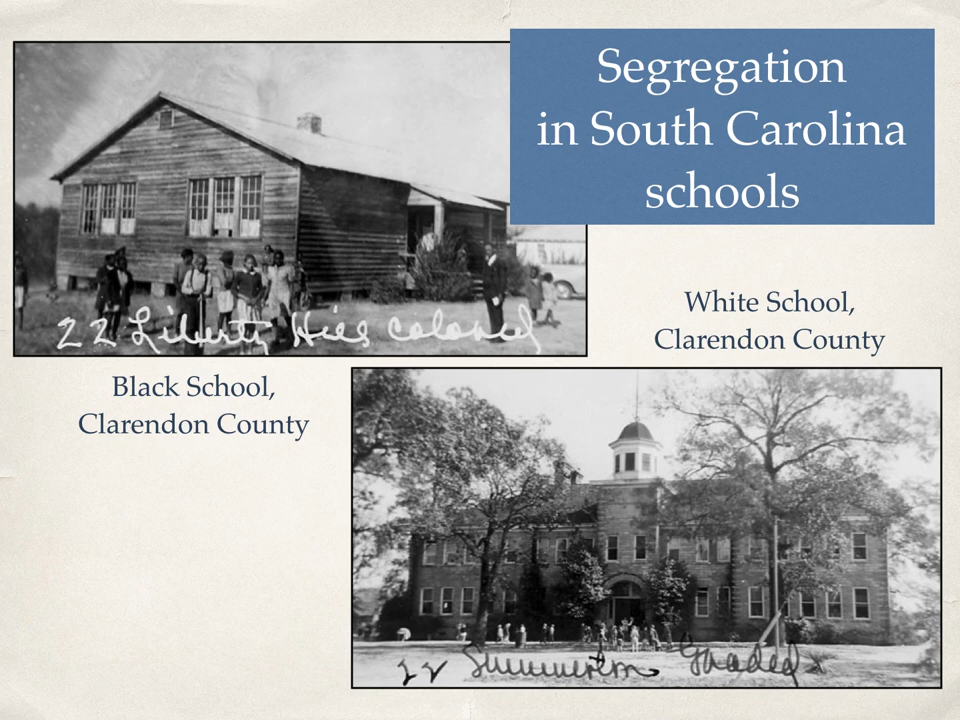 Segregation
in South Carolina
schools
22 Liberty Hill Colored
White School,
Clarendon County
Black School,
Clarendon County
22 Summerton Graded